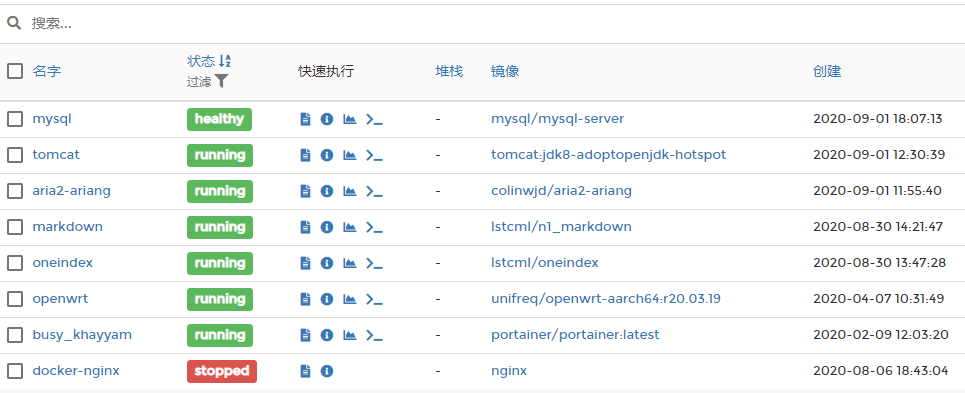 搜索...
名字 状态 快速执行 堆栈 镜像 创建
过滤
mysql healthy - mysql/mysql-server 2020-09-01 18:07:13
tomcat running - tomcat:jdk8-adoptopenjdk-hotspot 2020-09-01 12:30:39
aria2-ariang running - colinwjd/aria2-ariang 2020-09-01 11:55:40
markdown running - lstcml/n1_markdown 2020-08-30 14:21:47
oneindex running - lstcml/oneindex 2020-08-30 13:47:28
openwrt running - unifreq/openwrt-aarch64:r20.03.19 2020-04-07 10:31:49
busy_khayyam running - portainer/portainer:latest 2020-02-09 12:03:20
docker-nginx stopped - nginx 2020-08-06 18:43:04